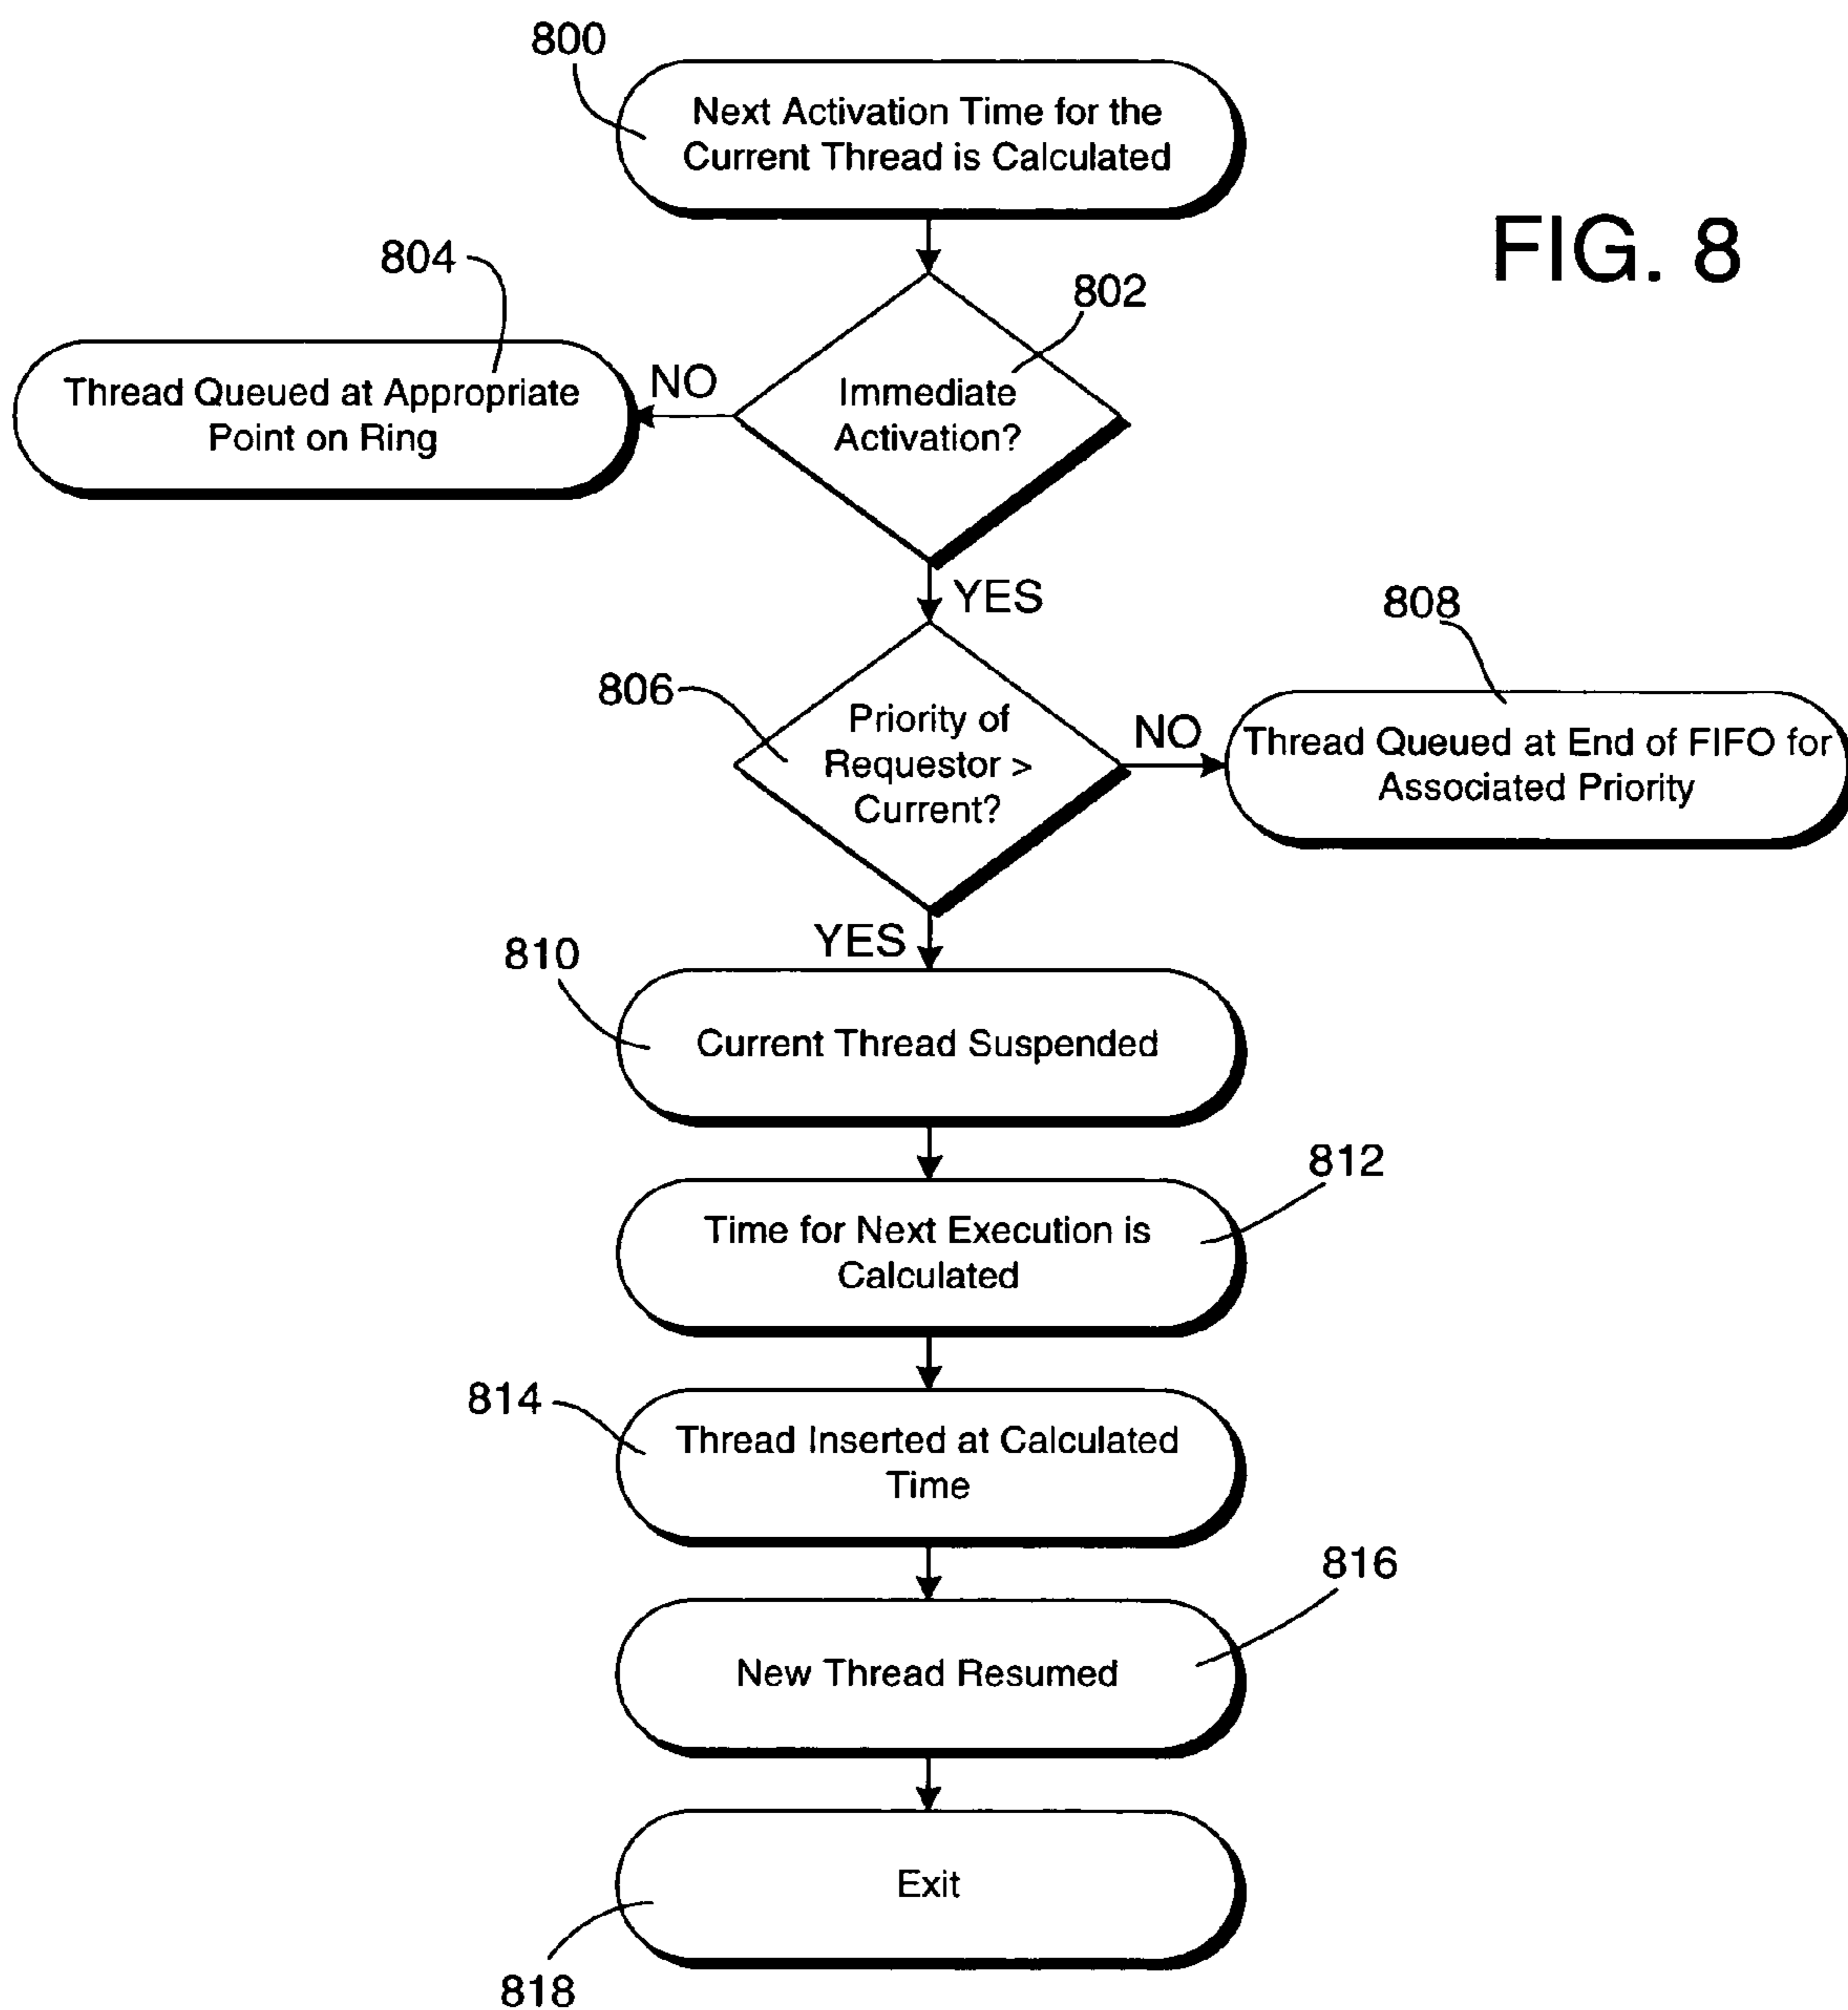 800
Next Activation Time for the
Current Thread is Calculated
FIG. 8
804
802
Thread Queued at Appropriate
Point on Ring
NO
Immediate
Activation?
YES
808
806
Priority of
Requestor >
Current?
NO
Thread Queued at End of FIFO for
Associated Priority
YES
810
Current Thread Suspended
812
Time for Next Execution is
Calculated
814
Thread Inserted at Calculated
Time
816
New Thread Resumed
Exit
818